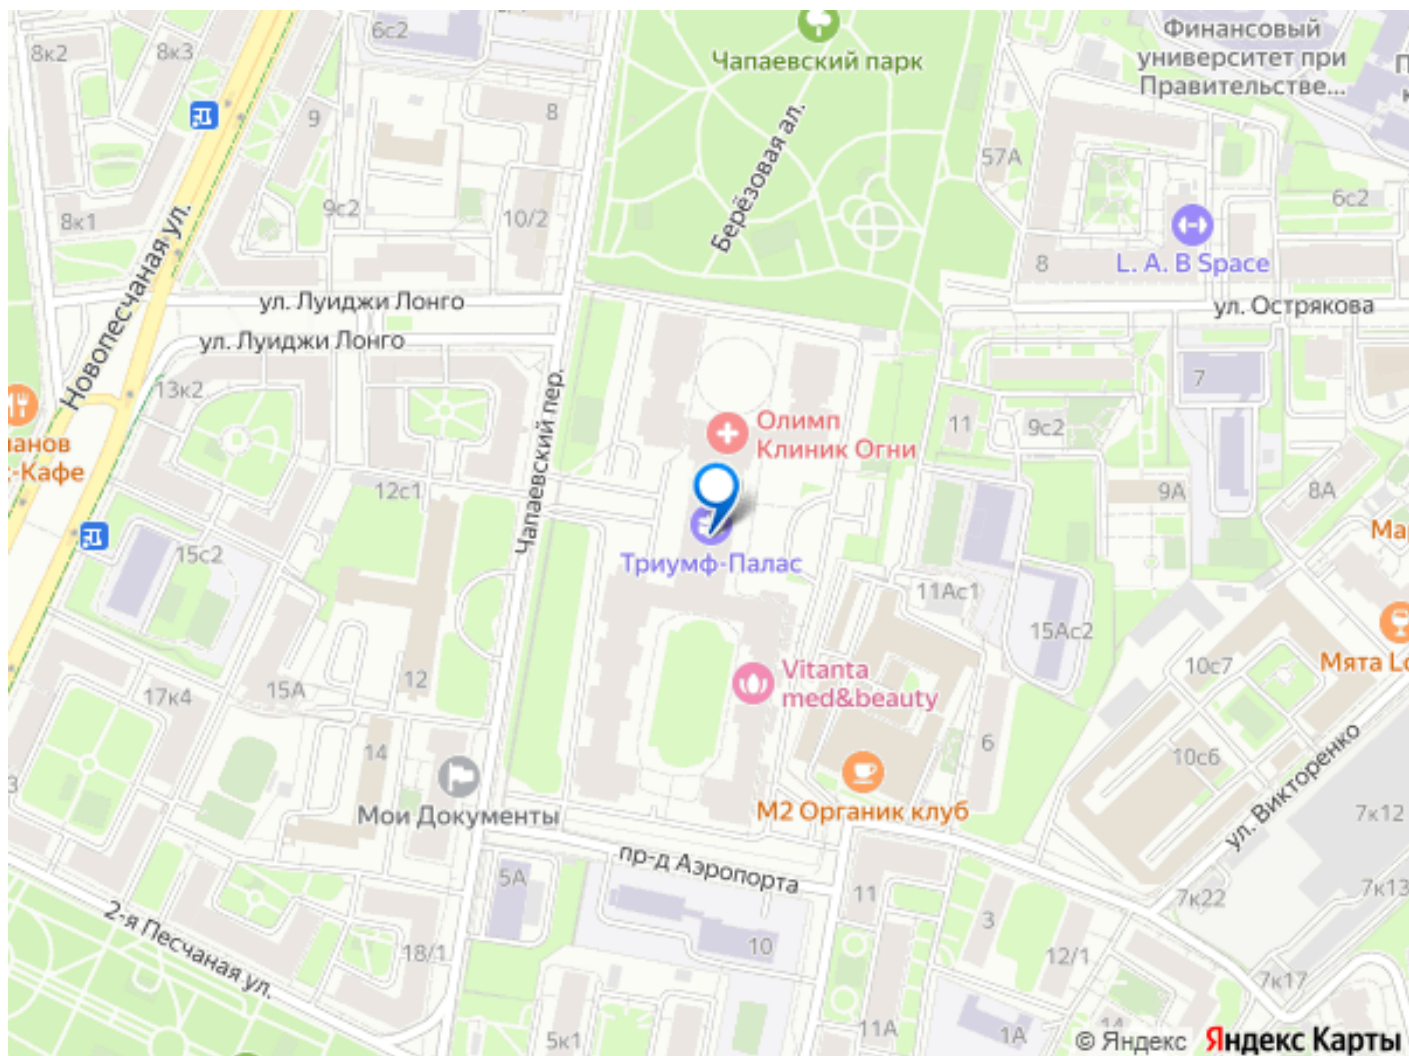 6с2
8к2
8к3
Чапаевский парк
Финансовый
университет при
Правительстве...
9
8
Берёзовая ал.
57А
8к1
9с2
10/2
6с2
Новопесчаная ул.
8
L. A. B Space
ул. Луиджи Лонго
ул. Острякова
ул. Луиджи Лонго
13к2
Чапаевский пер.
7
Олимп
Клиник Огни
11
9с2
-Кафе
12с1
9А
8А
15с2
Триумф-Палас
11Ас1
15Ас2
Мята
10с7
Vitanta
med&beauty
12
15А
17к4
14
6
10с6
ул. Викторенко
Мои Документы
М2 Органик клуб
7к12
пр-д Аэропорта
5А
11
7к22
7к13
2-я Песчаная ул.
18/1
3
10
12/1
7к17
5к1
11А
1А
© Яндекс Яндекс Карты